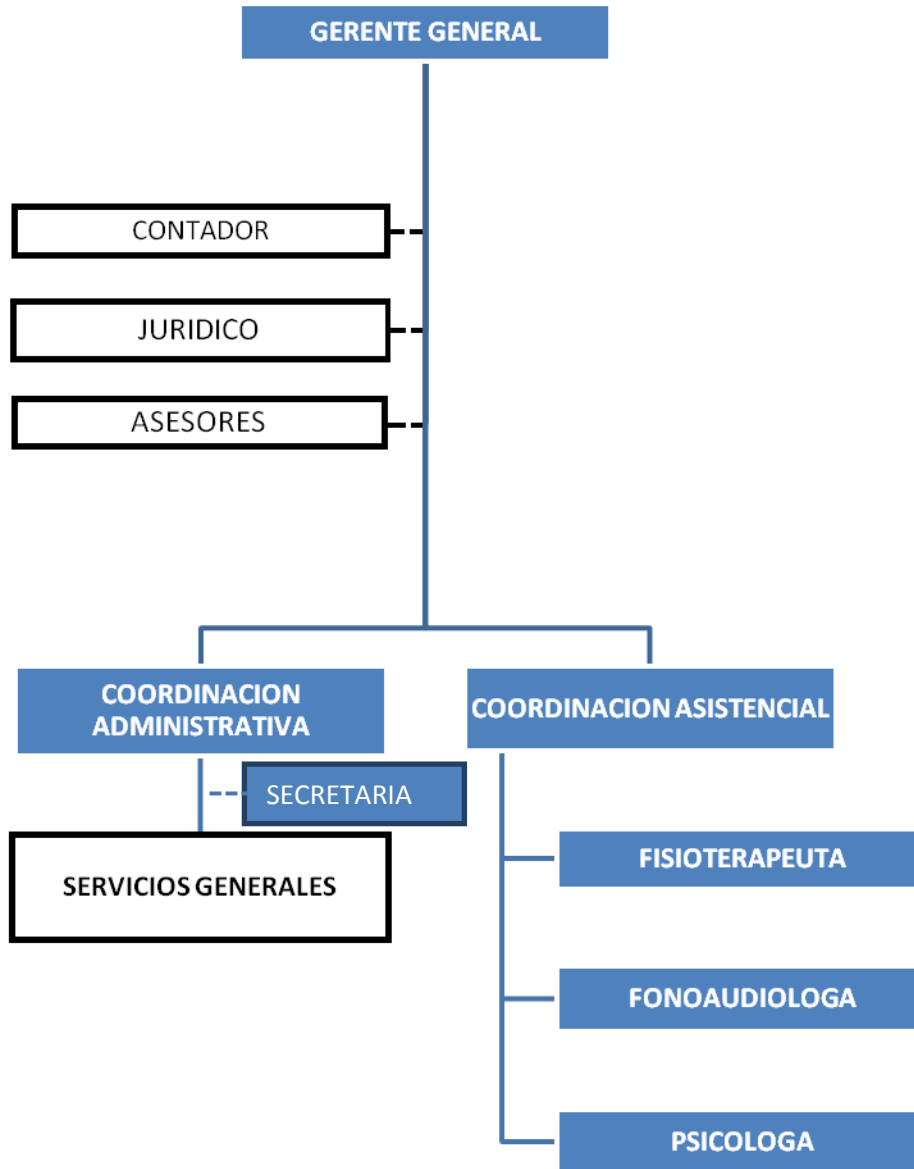 GERENTE GENERAL
CONTADOR
JURIDICO
ASESORES
COORDINACION
ADMINISTRATIVA
COORDINACION ASISTENCIAL
SECRETARIA
SERVICIOS GENERALES
FISIOTERAPEUTA
FONOAUDIOLOGA
PSICOLOGA